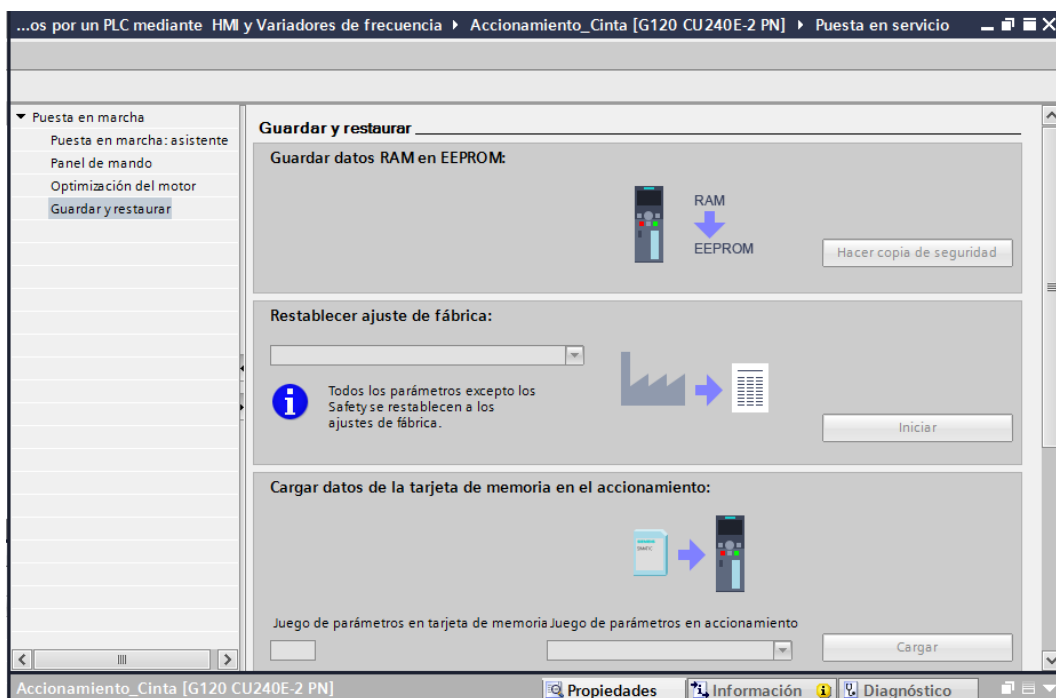 ...os por un PLC mediante HMI y Variadores de frecuencia ▸ Accionamiento_Cinta [G120 CU240E-2 PN] ▸ Puesta en servicio
Puesta en marcha
Puesta en marcha: asistente
Panel de mando
Optimización del motor
Guardar y restaurar
Guardar y restaurar
Guardar datos RAM en EEPROM:
RAM
EEPROM
Hacer copia de seguridad
Restablecer ajuste de fábrica:
Todos los parámetros excepto los
Safety se restablecen a los
ajustes de fábrica.
Iniciar
Cargar datos de la tarjeta de memoria en el accionamiento:
Juego de parámetros en tarjeta de memoria
Juego de parámetros en accionamiento
Cargar
Accionamiento_Cinta [G120 CU240E-2 PN]
Propiedades
Información
Diagnóstico